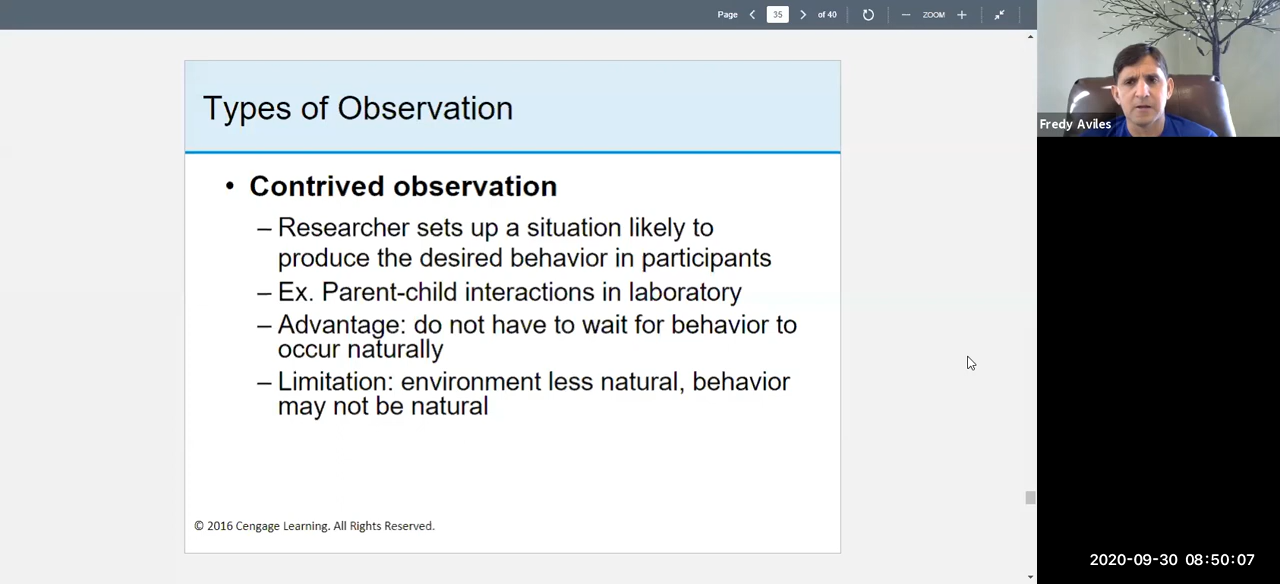 Page 35 of 40 ZOOM
Fredy Aviles
Types of Observation
• Contrived observation
– Researcher sets up a situation likely to
produce the desired behavior in participants
– Ex. Parent-child interactions in laboratory
– Advantage: do not have to wait for behavior to
occur naturally
– Limitation: environment less natural, behavior
may not be natural
© 2016 Cengage Learning. All Rights Reserved.
2020-09-30 08:50:07